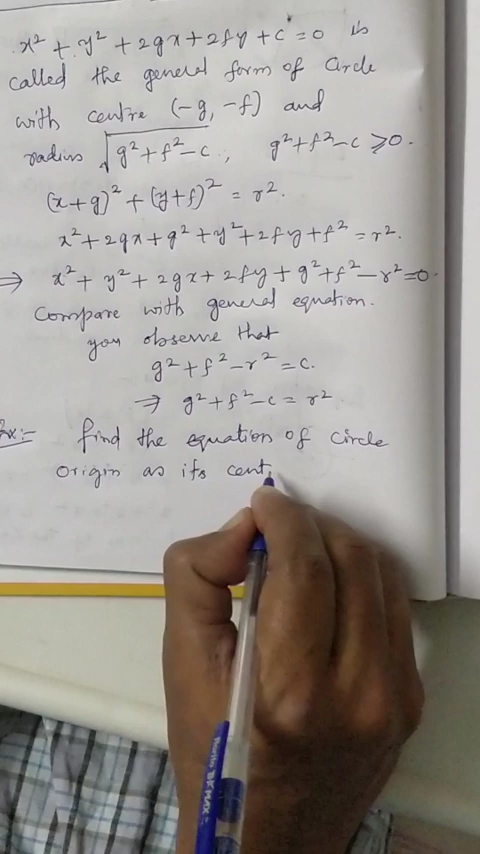 x² + y² + 2gx + 2fy + c = 0 is
called the general form of Circle
with centre (-g, -f) and
radius √g² + f² - c, g² + f² - c ⩾ 0.
(x+g)² + (y+f)² = r².
x² + 2gx + g² + y² + 2fy + f² = r².
⇒ x² + y² + 2gx + 2fy + g² + f² - r² = 0.
Compare with general equation.
you observe that
g² + f² - r² = c.
⇒ g² + f² - c = r²
Ex:- find the equation of circle
origin as its cent